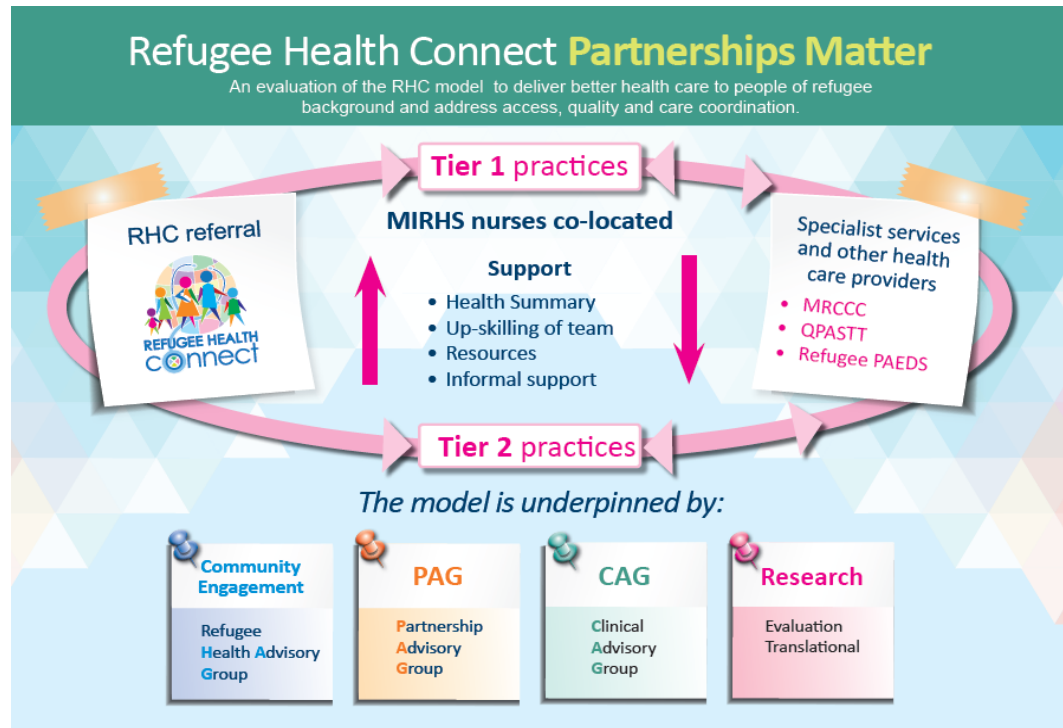 Refugee Health Connect Partnerships Matter
An evaluation of the RHC model to deliver better health care to people of refugee
background and address access, quality and care coordination.
Tier 1 practices
RHC referral
REFUGEE HEALTH
connect
MIRHS nurses co-located
Support
• Health Summary
• Up-skilling of team
• Resources
• Informal support
Specialist services
and other health
care providers
• MRCCC
• QPASTT
• Refugee PAEDS
Tier 2 practices
The model is underpinned by:
Community
Engagement
Refugee
Health Advisory
Group
PAG
Partnership
Advisory
Group
CAG
Clinical
Advisory
Group
Research
Evaluation
Translational